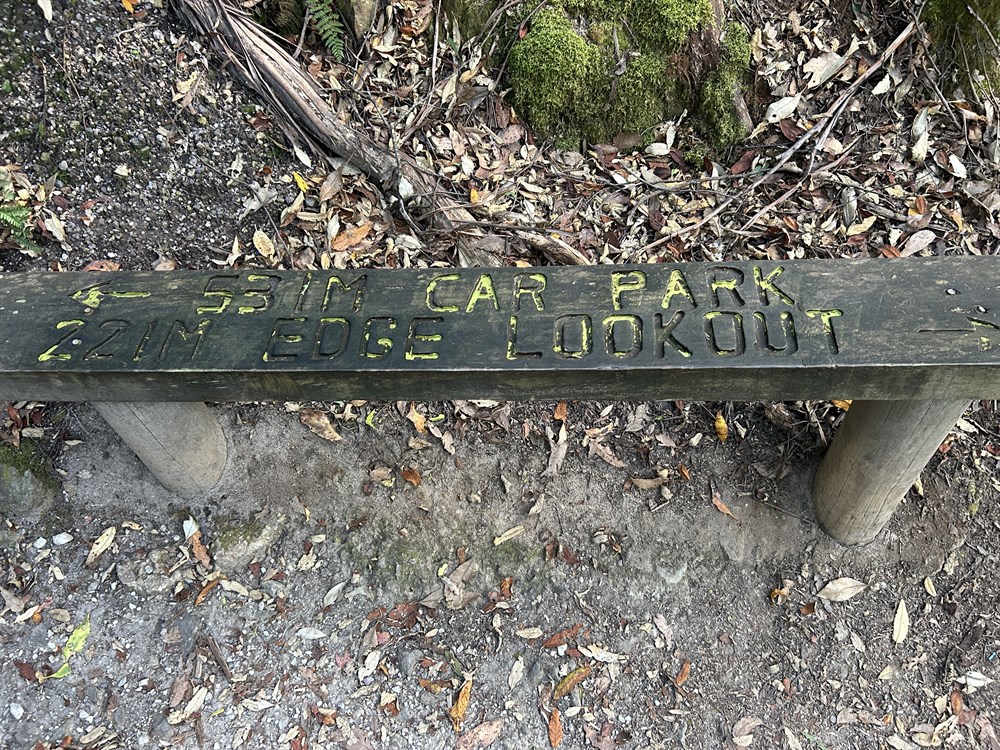 ← 531M CAR PARK
221M EDGE LOOKOUT →